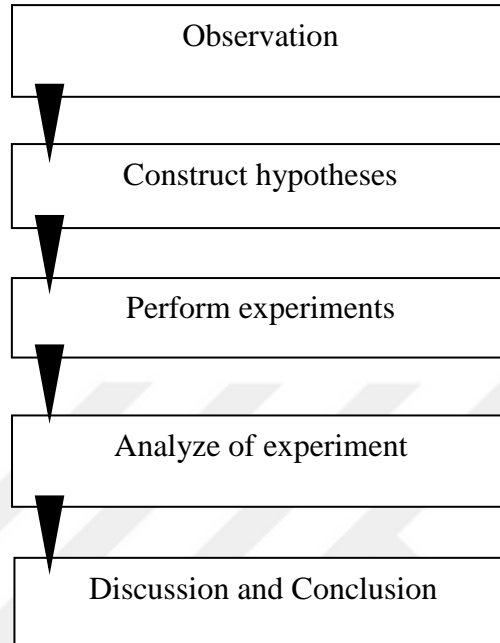 Observation
Construct hypotheses
Perform experiments
Analyze of experiment
Discussion and Conclusion